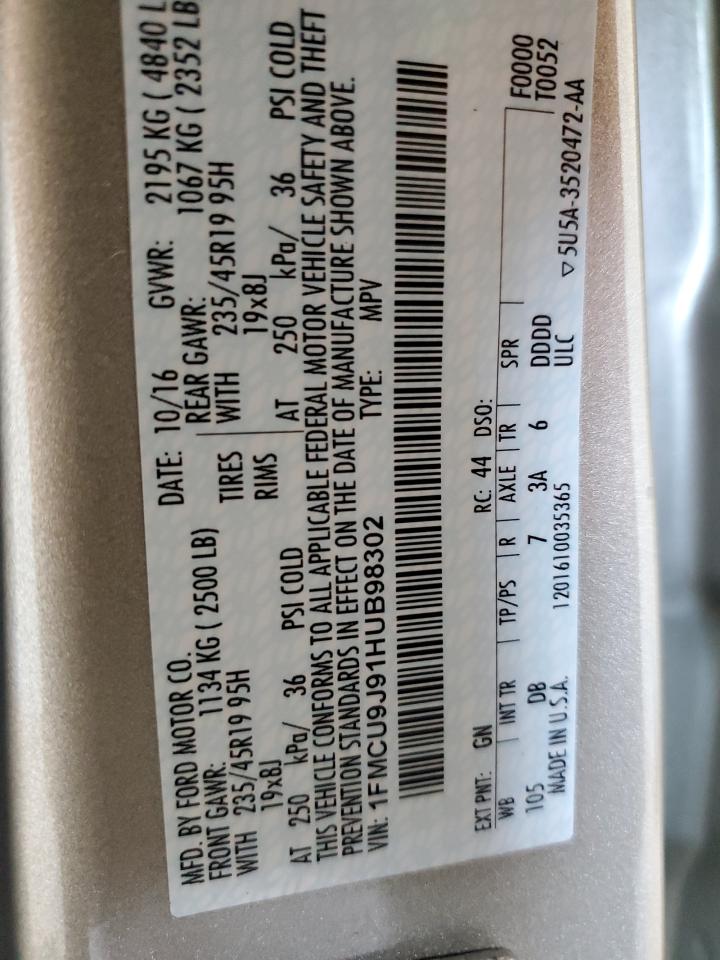 MFD. BY FORD MOTOR CO.
DATE: 10/16 GVWR: 2195 KG ( 4840 L
FRONT GAWR: 1134 KG ( 2500 LB)
REAR GAWR: 1067 KG ( 2352 LB
WITH 235/45R19 95H TIRES WITH 235/45R19 95H
19x8J RIMS 19x8J
AT 250 kPa/ 36 PSI COLD AT 250 kPa/ 36 PSI COLD
THIS VEHICLE CONFORMS TO ALL APPLICABLE FEDERAL MOTOR VEHICLE SAFETY AND THEFT
PREVENTION STANDARDS IN EFFECT ON THE DATE OF MANUFACTURE SHOWN ABOVE.
VIN: 1FMCU9J91HUB98302 TYPE: MPV
EXT PNT: GN RC: 44 DSO:
WB INT TR TP/PS R AXLE TR SPR F0000
105 DB 7 3A 6 DDDD T0052
MADE IN U.S.A. 1201610035365 ULC ▽ 5U5A-3520472-AA